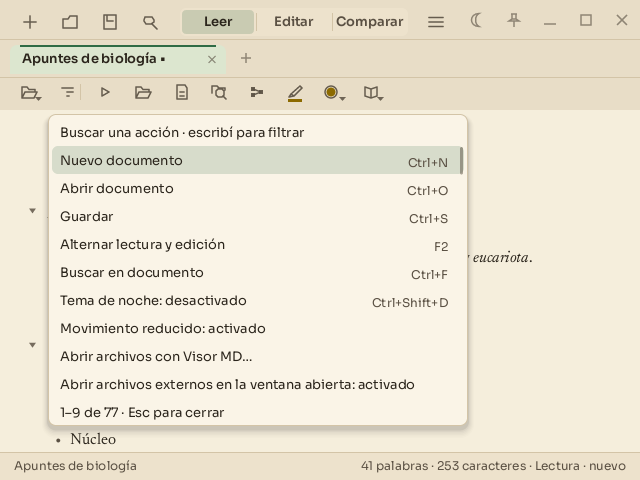 Leer
Editar
Comparar
Apuntes de biología •
Buscar una acción · escribí para filtrar
Nuevo documento Ctrl+N
Abrir documento Ctrl+O
Guardar Ctrl+S
Alternar lectura y edición F2
eucariota.
Buscar en documento Ctrl+F
Tema de noche: desactivado Ctrl+Shift+D
Movimiento reducido: activado
Abrir archivos con Visor MD...
Abrir archivos externos en la ventana abierta: activado
1–9 de 77 · Esc para cerrar
• Núcleo
Apuntes de biología
41 palabras · 253 caracteres · Lectura · nuevo